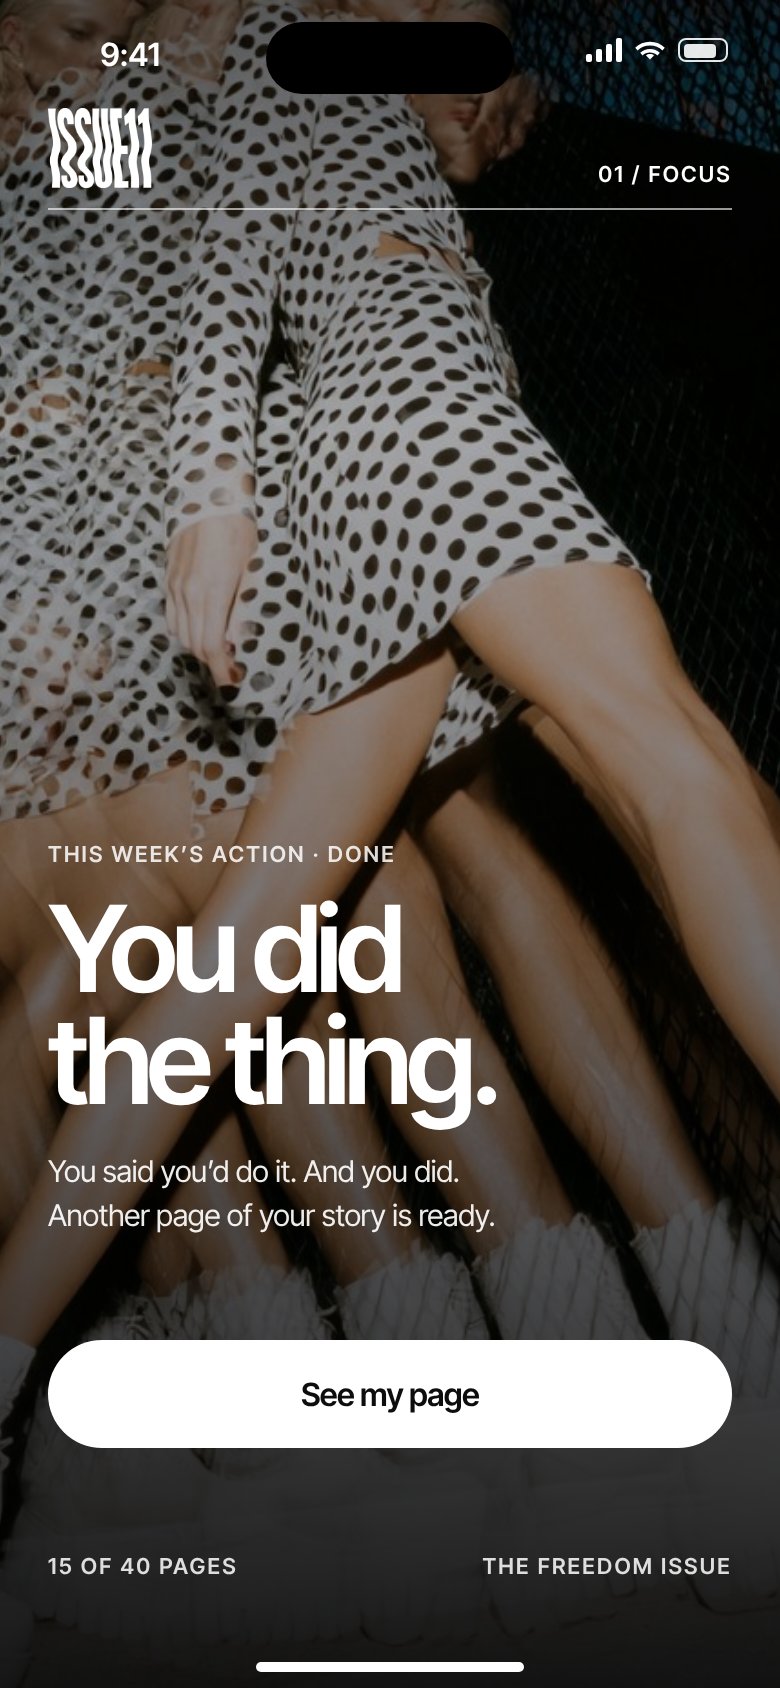 9:41
ISSUE11
01 / FOCUS
THIS WEEK’S ACTION · DONE
You did
the thing.
You said you’d do it. And you did.
Another page of your story is ready.
See my page
15 OF 40 PAGES
THE FREEDOM ISSUE